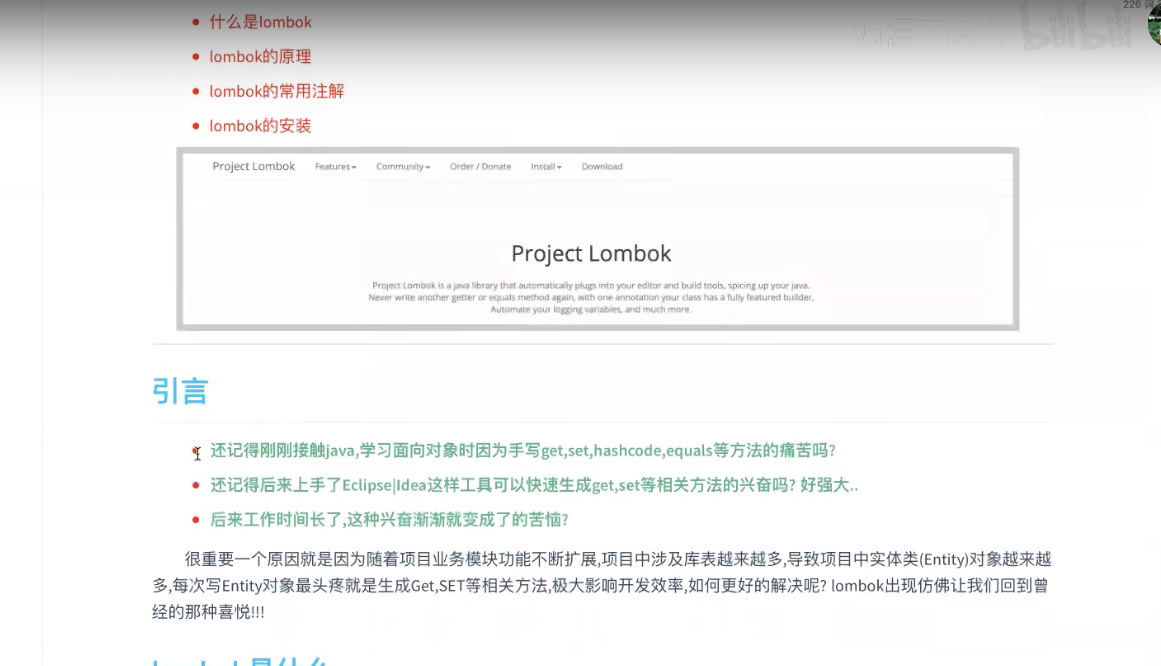 226 词
bilibili
什么是lombok
lombok的原理
lombok的常用注解
lombok的安装
Project Lombok Features Community Order / Donate Install Download
Project Lombok
Project Lombok is a java library that automatically plugs into your editor and build tools, spicing up your java.
Never write another getter or equals method again, with one annotation your class has a fully featured builder,
Automate your logging variables, and much more.
引言
还记得刚刚接触java,学习面向对象时因为手写get,set,hashcode,equals等方法的痛苦吗?
还记得后来上手了Eclipse|Idea这样工具可以快速生成get,set等相关方法的兴奋吗? 好强大..
后来工作时间长了,这种兴奋渐渐就变成了的苦恼?
很重要一个原因就是因为随着项目业务模块功能不断扩展,项目中涉及库表越来越多,导致项目中实体类(Entity)对象越来越
多,每次写Entity对象最头疼就是生成Get,SET等相关方法,极大影响开发效率,如何更好的解决呢? lombok出现仿佛让我们回到曾
经的那种喜悦!!!